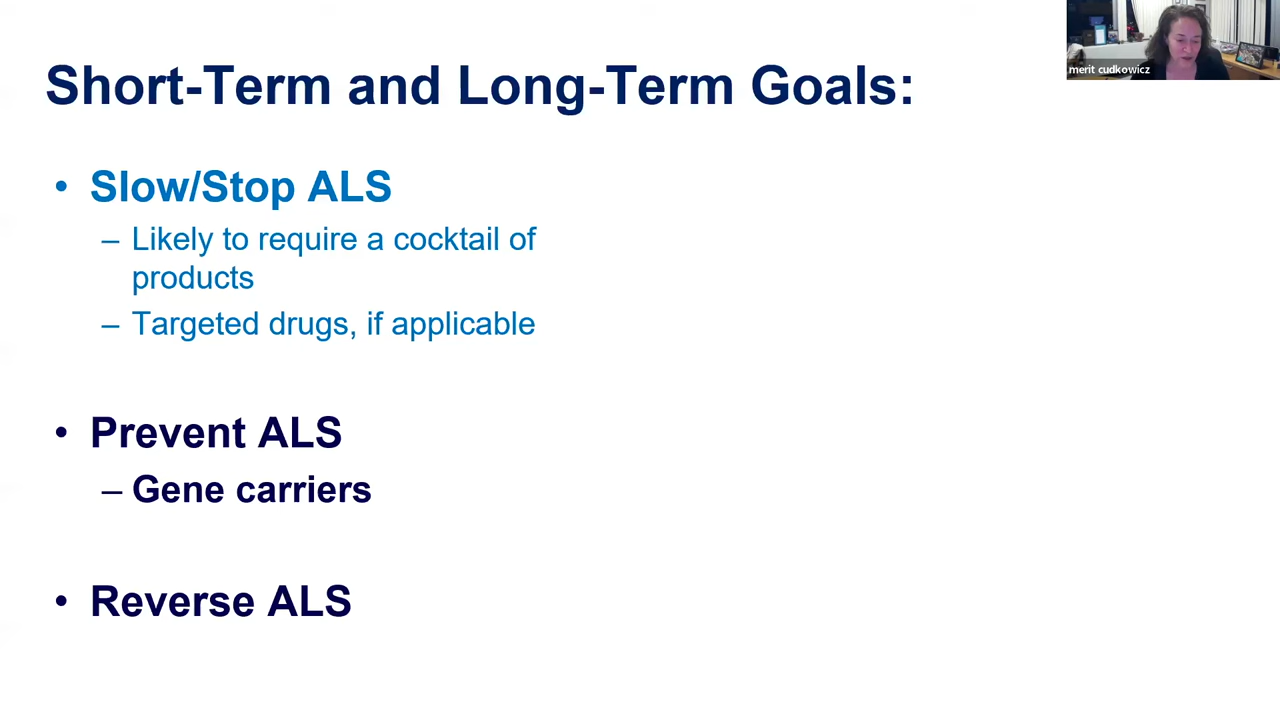 merit cudkowicz
Short-Term and Long-Term Goals:
• Slow/Stop ALS
– Likely to require a cocktail of
products
– Targeted drugs, if applicable
• Prevent ALS
– Gene carriers
• Reverse ALS